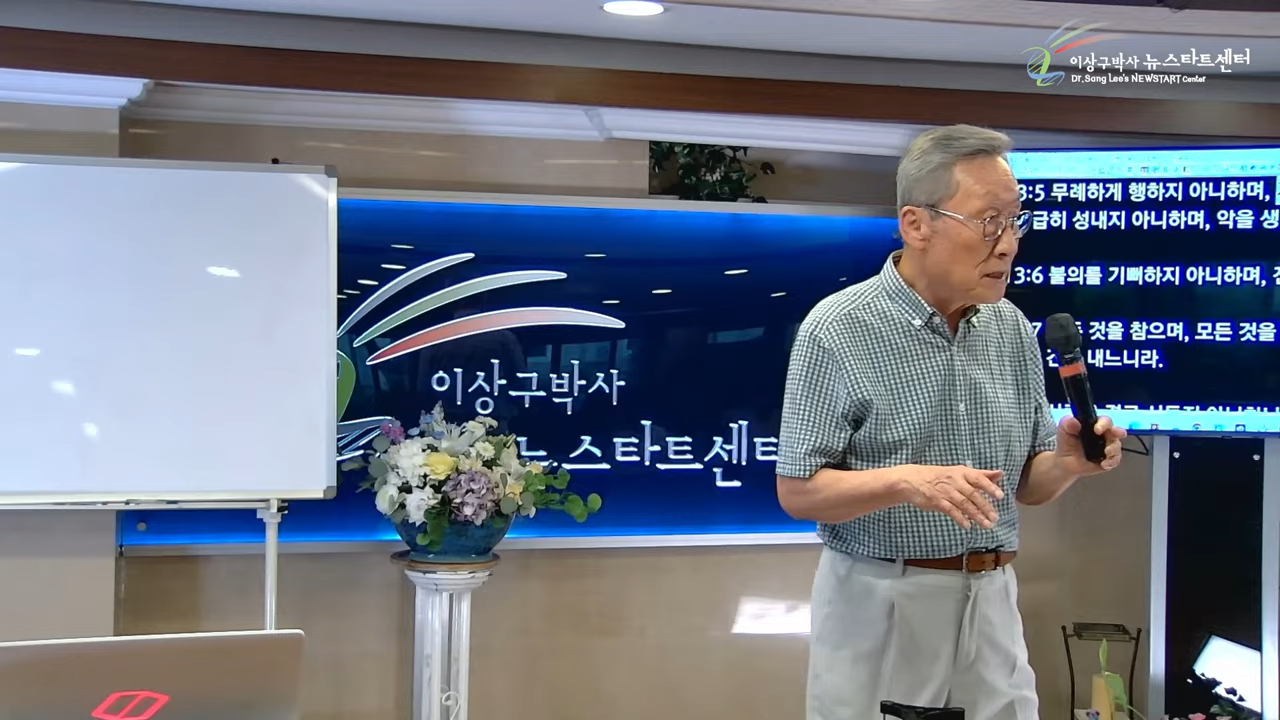 이상구박사 뉴스타트센터
Dr. Sang Lee's NEWSTART Center
3:5 무례하게 행하지 아니하며,
급히 성내지 아니하며, 악을 생
3:6 불의를 기뻐하지 아니하며,
것을 참으며, 모든 것을
내느니라.
이상구박사
뉴스타트센터